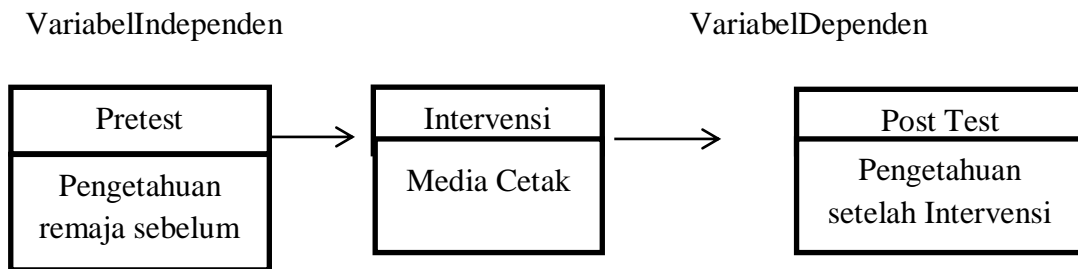 VariabelIndependen
VariabelDependen
Pretest
Pengetahuan
remaja sebelum
Intervensi
Media Cetak
Post Test
Pengetahuan
setelah Intervensi